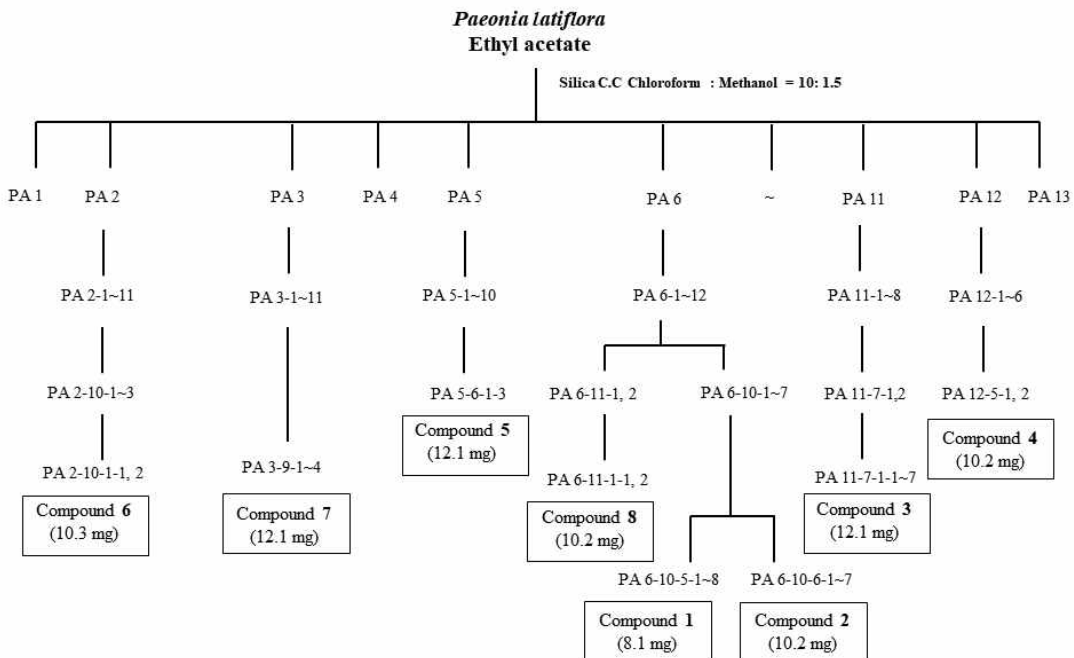 Paeonia latiflora
Ethyl acetate
Silica C.C Chloroform : Methanol = 10: 1.5
PA 1 PA 2 PA 3 PA 4 PA 5 PA 6 ~ PA 11 PA 12 PA 13
PA 2-1~11 PA 3-1~11 PA 5-1~10 PA 6-1~12 PA 11-1~8 PA 12-1~6
PA 2-10-1~3 PA 5-6-1-3 PA 6-11-1, 2 PA 6-10-1~7 PA 11-7-1,2 PA 12-5-1, 2
Compound 5
(12.1 mg)
Compound 4
(10.2 mg)
PA 2-10-1-1, 2 PA 3-9-1~4 PA 6-11-1-1, 2 PA 11-7-1-1~7
Compound 6
(10.3 mg)
Compound 7
(12.1 mg)
Compound 8
(10.2 mg)
Compound 3
(12.1 mg)
PA 6-10-5-1~8 PA 6-10-6-1~7
Compound 1
(8.1 mg)
Compound 2
(10.2 mg)